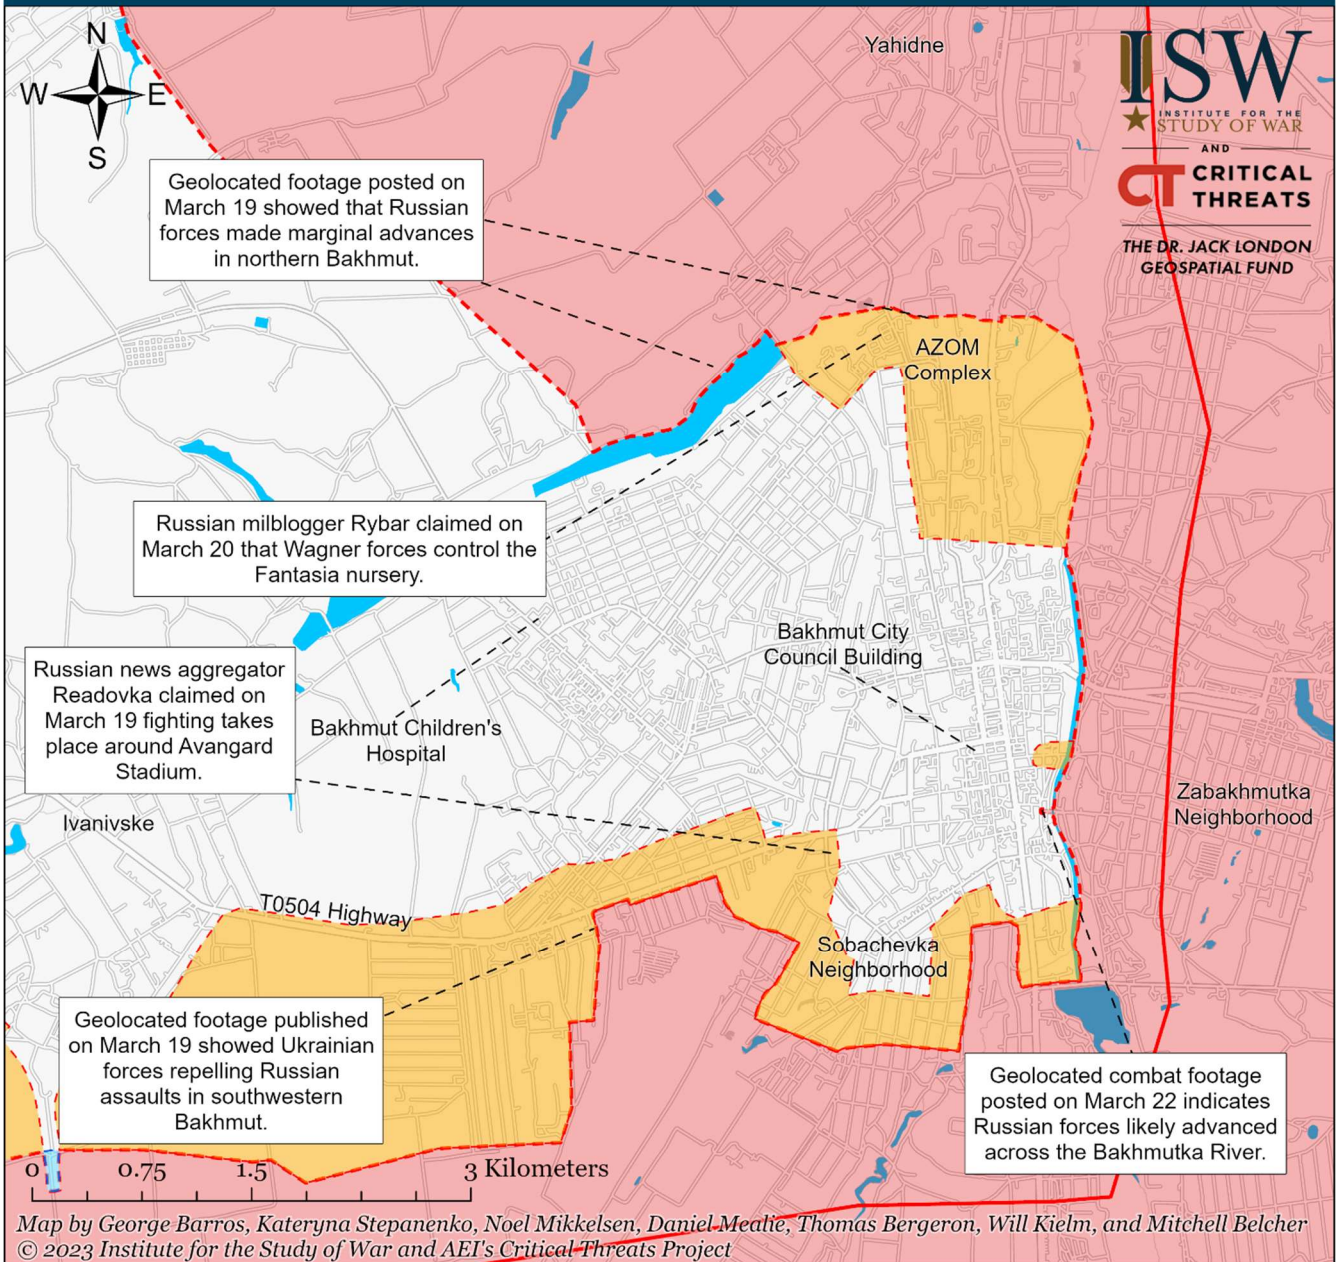 N
W E
S
Yahidne
ISW
INSTITUTE FOR THE
STUDY OF WAR
AND
CT CRITICAL
THREATS
THE DR. JACK LONDON
GEOSPATIAL FUND
Geolocated footage posted on
March 19 showed that Russian
forces made marginal advances
in northern Bakhmut.
AZOM
Complex
Russian milblogger Rybar claimed on
March 20 that Wagner forces control the
Fantasia nursery.
Bakhmut City
Council Building
Russian news aggregator
Readovka claimed on
March 19 fighting takes
place around Avangard
Stadium.
Bakhmut Children's
Hospital
Zabakhmutka
Neighborhood
Ivanivske
T0504 Highway
Sobachevka
Neighborhood
Geolocated footage published
on March 19 showed Ukrainian
forces repelling Russian
assaults in southwestern
Bakhmut.
Geolocated combat footage
posted on March 22 indicates
Russian forces likely advanced
across the Bakhmutka River.
0 0.75 1.5 3 Kilometers
Map by George Barros, Kateryna Stepanenko, Noel Mikkelsen, Daniel Mealie, Thomas Bergeron, Will Kielm, and Mitchell Belcher
© 2023 Institute for the Study of War and AEI's Critical Threats Project